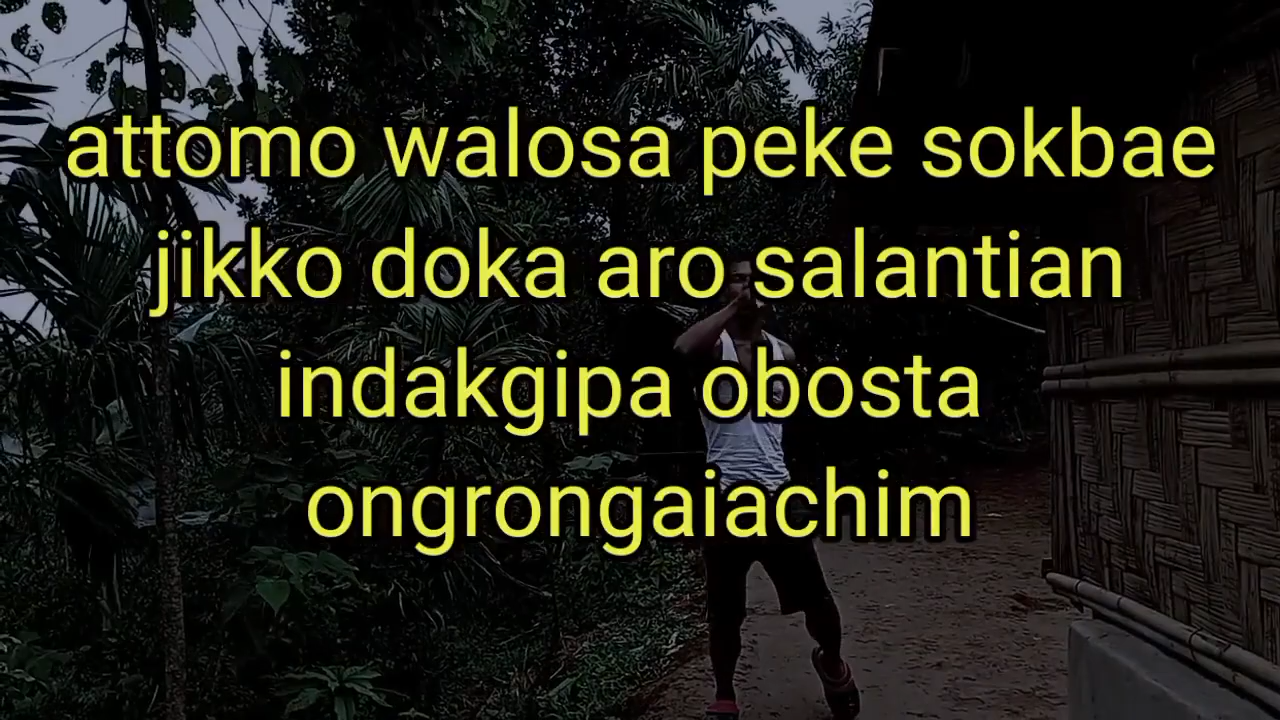 attomo walosa peke sokbae
jikko doka aro salantian
indakgipa obosta
ongrongaiachim